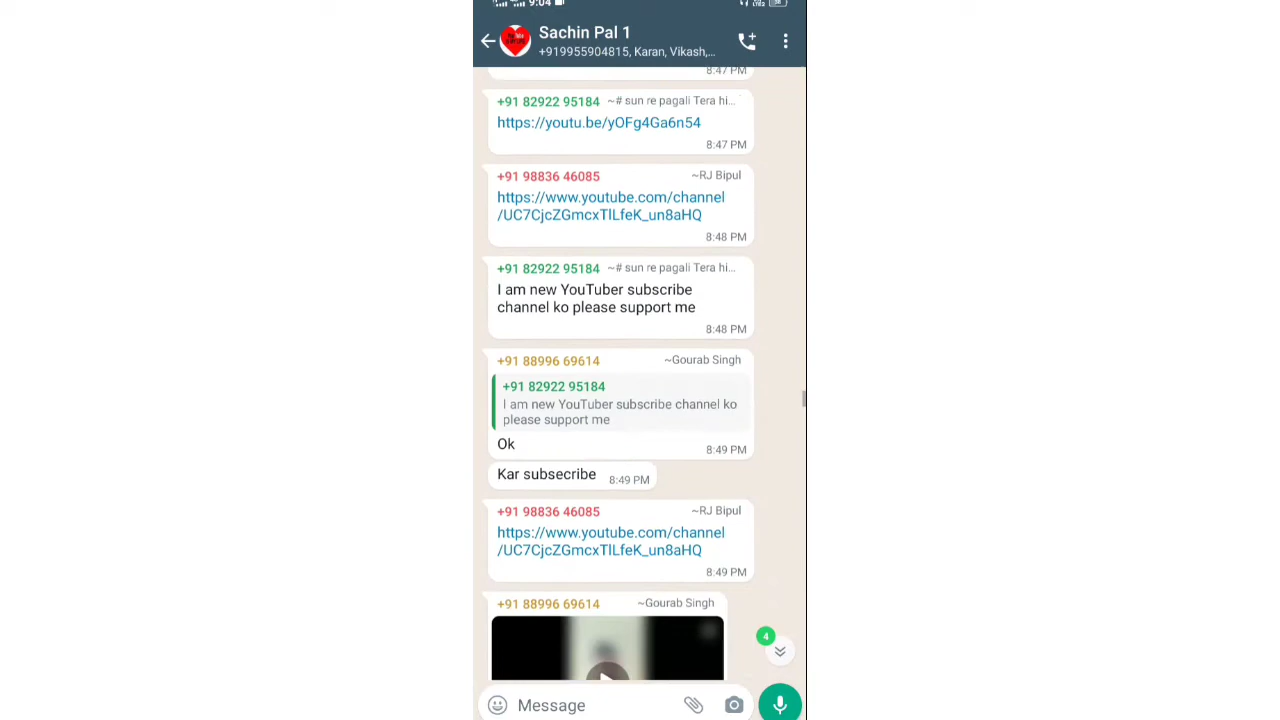 9:04
Sachin Pal 1
+919955904815, Karan, Vikash,...
8:47 PM
+91 82922 95184 ~# sun re pagali Tera hi...
https://youtu.be/yOFg4Ga6n54
8:47 PM
+91 98836 46085 ~RJ Bipul
https://www.youtube.com/channel
/UC7CjcZGmcxTlLfeK_un8aHQ
8:48 PM
+91 82922 95184 ~# sun re pagali Tera hi...
I am new YouTuber subscribe
channel ko please support me
8:48 PM
+91 88996 69614 ~Gourab Singh
+91 82922 95184
I am new YouTuber subscribe channel ko
please support me
Ok
8:49 PM
Kar subsecribe 8:49 PM
+91 98836 46085 ~RJ Bipul
https://www.youtube.com/channel
/UC7CjcZGmcxTlLfeK_un8aHQ
8:49 PM
+91 88996 69614 ~Gourab Singh
4
Message